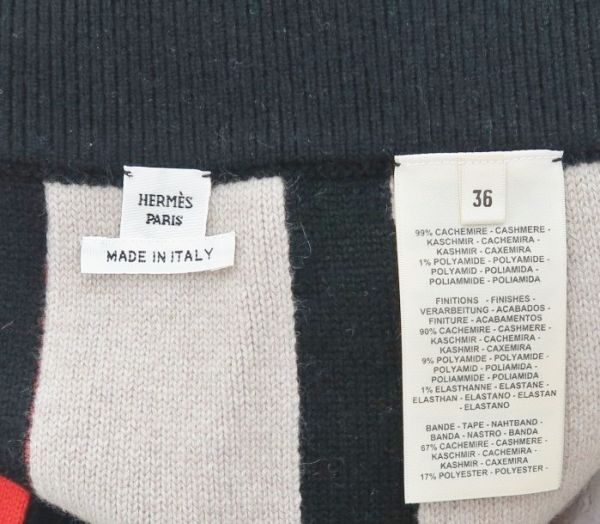 HERMÈS
PARIS
MADE IN ITALY
36
99% CACHEMIRE - CASHMERE -
KASCHMIR - CACHEMIRA -
KASHMIR - CAXEMIRA
1% POLYAMIDE - POLYAMIDE -
POLYAMID - POLIAMIDA -
POLIAMMIDE - POLIAMIDA
FINITIONS - FINISHES -
VERARBEITUNG - ACABADOS -
FINITURE - ACABAMENTOS
90% CACHEMIRE - CASHMERE -
KASCHMIR - CACHEMIRA -
KASHMIR - CAXEMIRA
9% POLYAMIDE - POLYAMIDE -
POLYAMID - POLIAMIDA -
POLIAMMIDE - POLIAMIDA
1% ELASTHANNE - ELASTANE -
ELASTHAN - ELASTANO - ELASTAN
- ELASTANO
BANDE - TAPE - NAHTBAND -
BANDA - NASTRO - BANDA
67% CACHEMIRE - CASHMERE -
KASCHMIR - CACHEMIRA -
KASHMIR - CAXEMIRA
17% POLYESTER - POLYESTER -